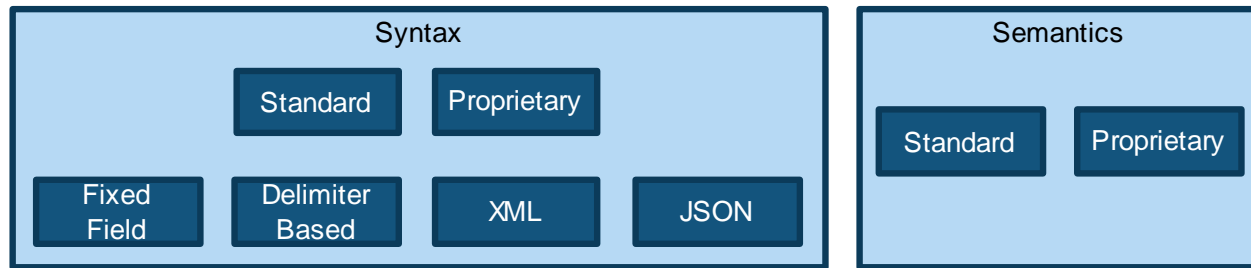 Syntax
Standard
Proprietary
Fixed
Field
Delimiter
Based
XML
JSON
Semantics
Standard
Proprietary